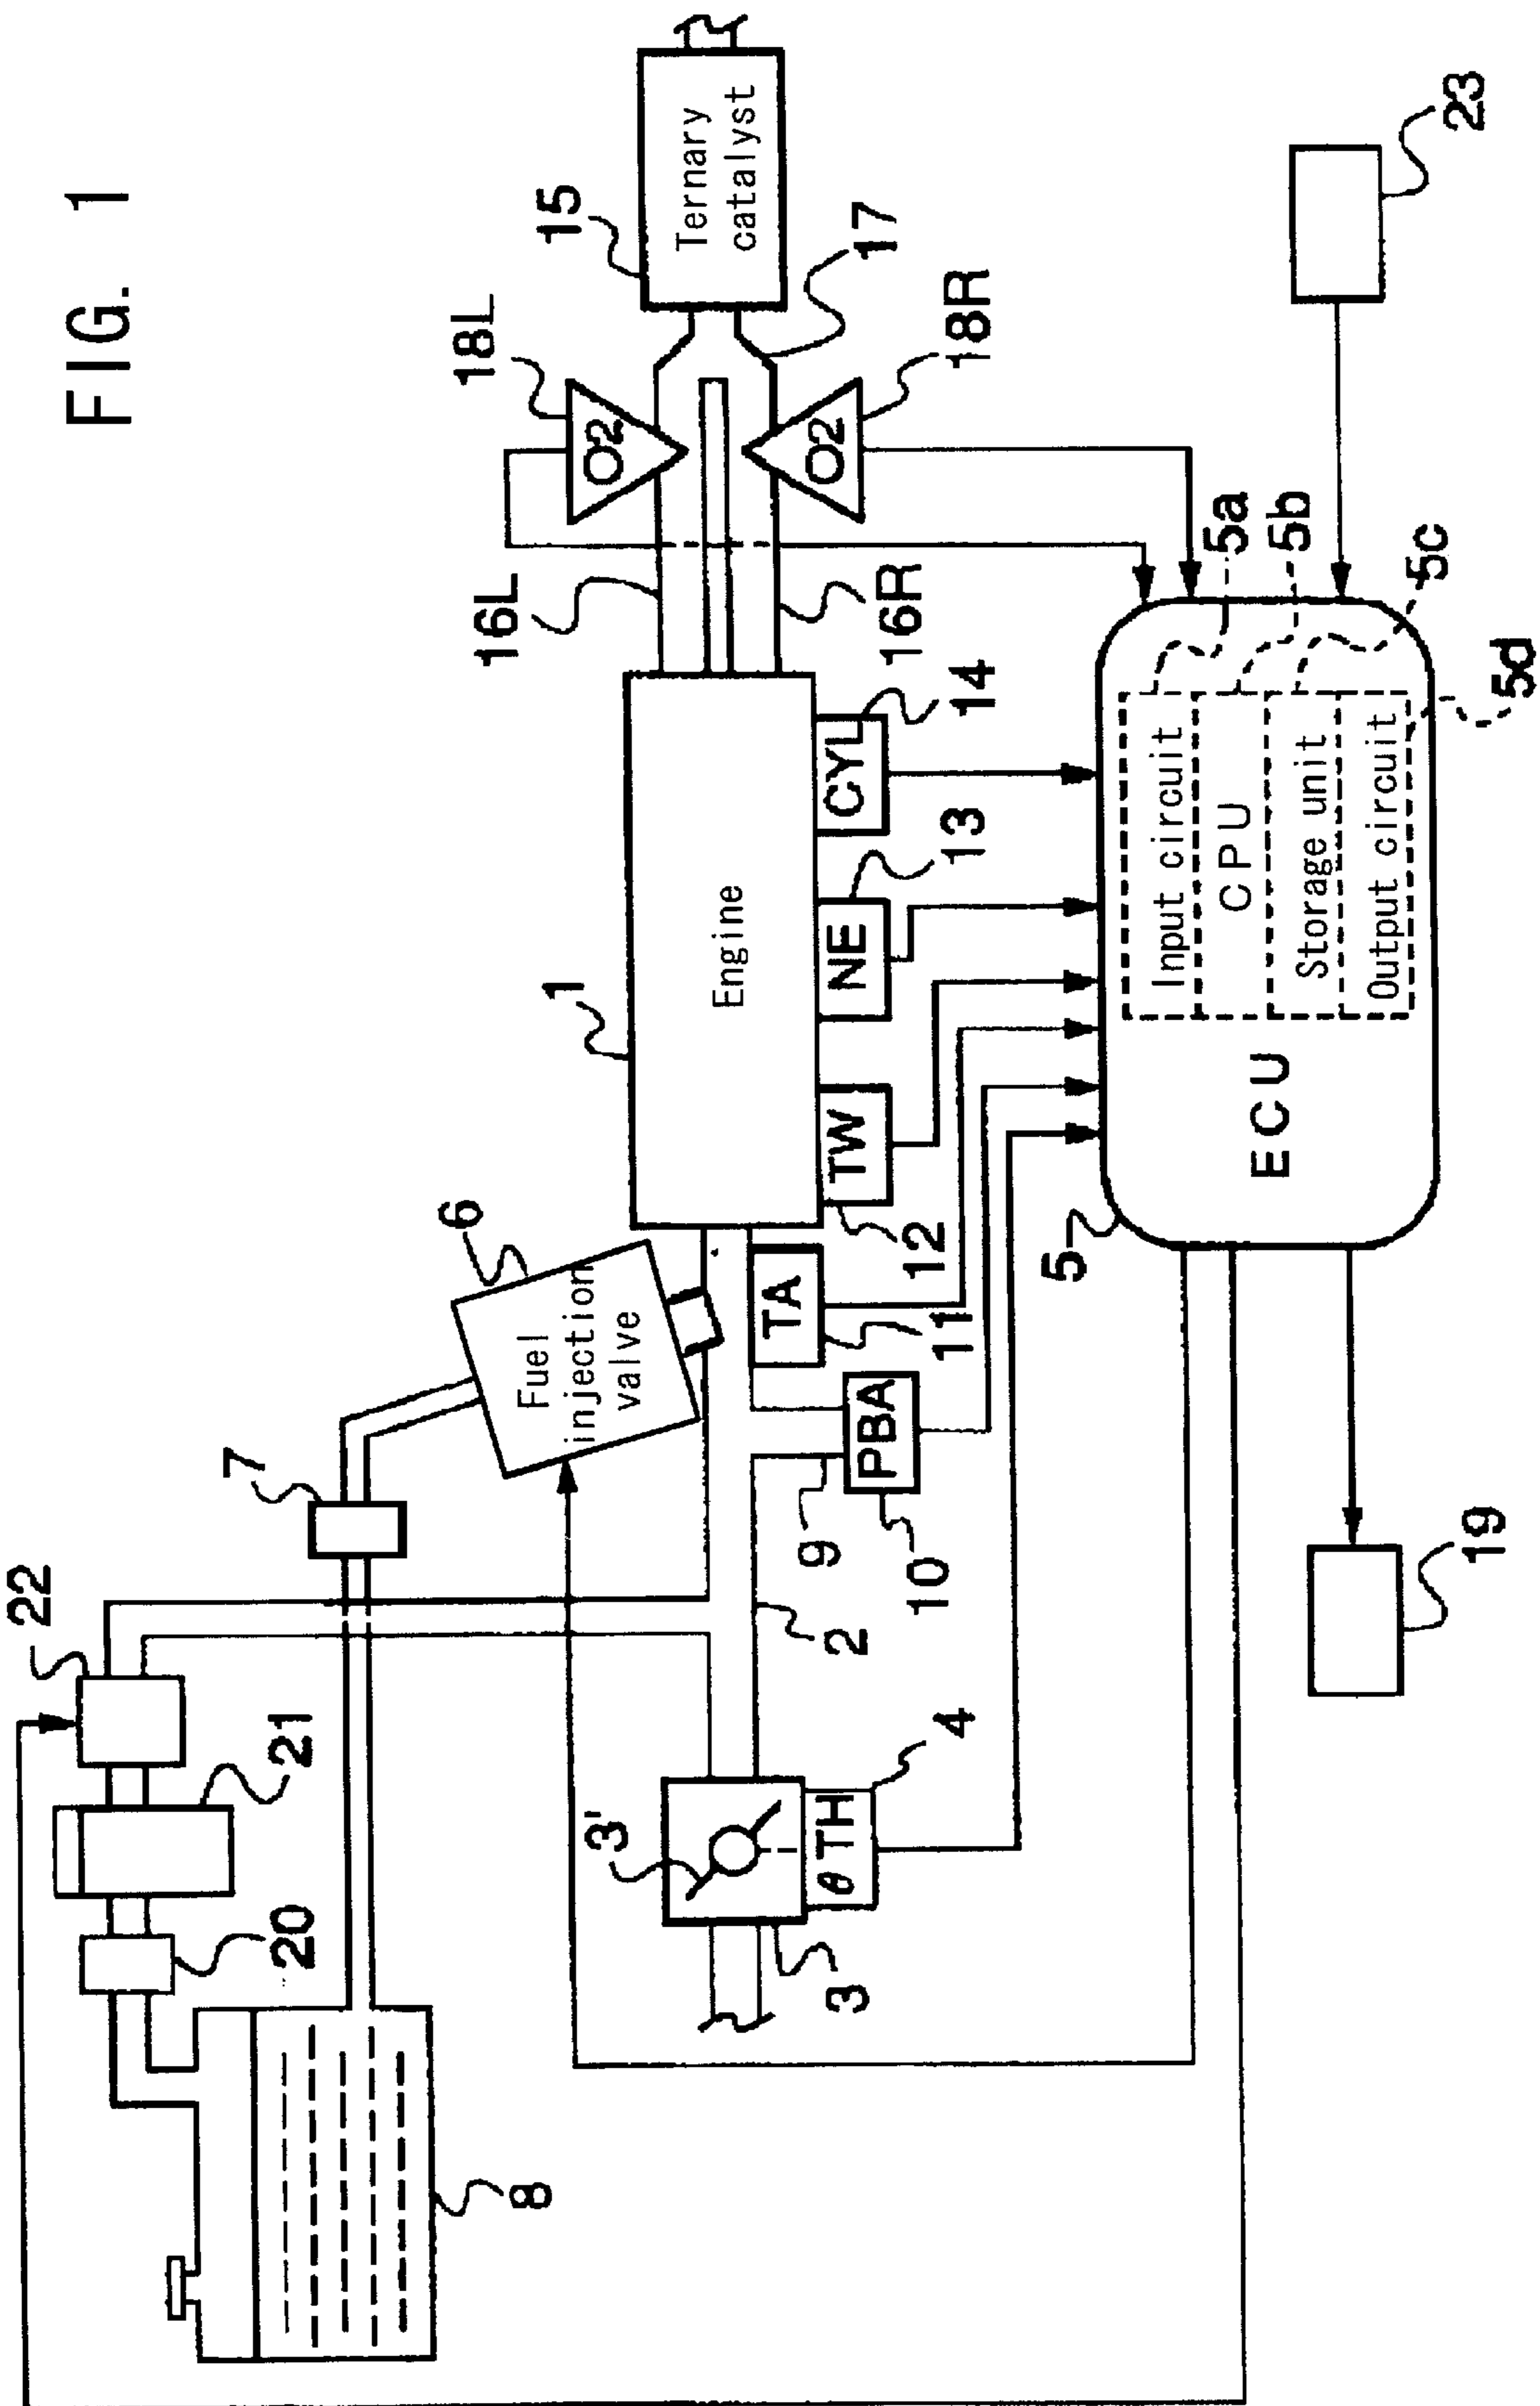 FIG. 1
22
21
20
7
8
6
Fuel
injection
valve
1
Engine
16L
18L
O2
15
Ternary
catalyst
17
18R
O2
16R
3'
3
θTH
4
2
9
PBA
10
TA
11
TW
12
NE
13
CYL
14
5
ECU
Input circuit
CPU
Storage unit
Output circuit
5a
5b
5c
5d
19
23